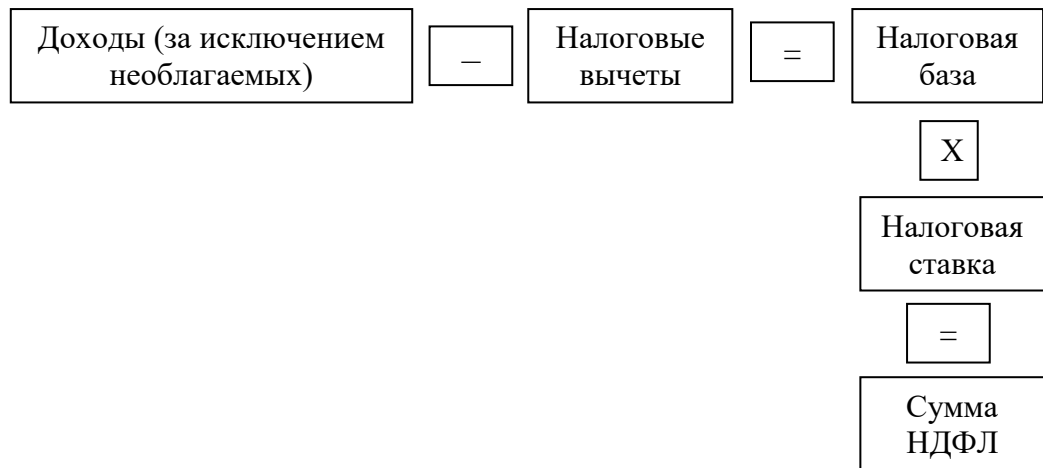 Доходы (за исключением
необлагаемых)
–
Налоговые
вычеты
=
Налоговая
база
Х
Налоговая
ставка
=
Сумма
НДФЛ